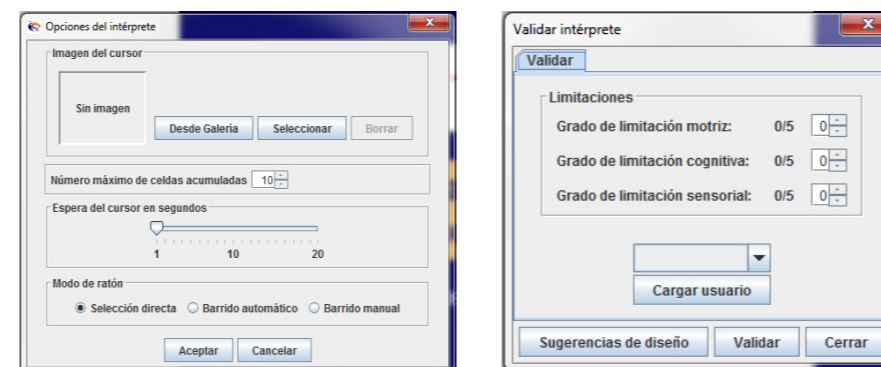 Opciones del intérprete
Imagen del cursor
Sin imagen
Desde Galería Seleccionar Borrar
Número máximo de celdas acumuladas 10
Espera del cursor en segundos
1 10 20
Modo de ratón
Selección directa Barrido automático Barrido manual
Aceptar Cancelar
Validar intérprete
Validar
Limitaciones
Grado de limitación motriz: 0/5 0
Grado de limitación cognitiva: 0/5 0
Grado de limitación sensorial: 0/5 0
Cargar usuario
Sugerencias de diseño Validar Cerrar